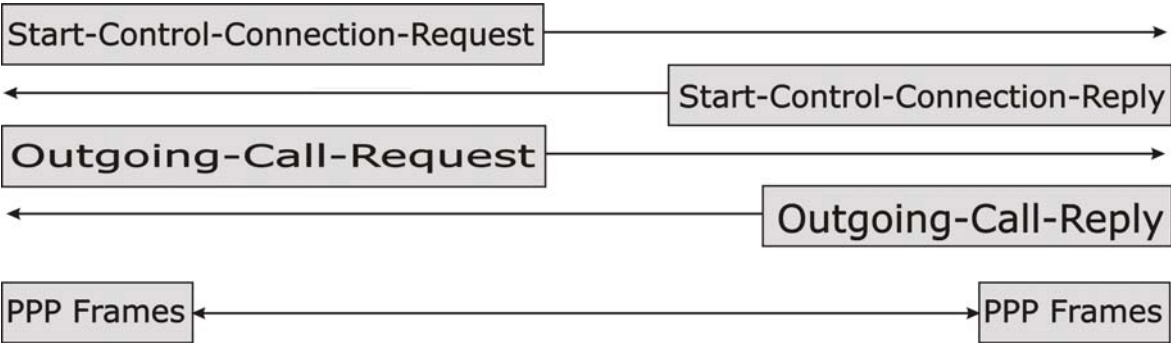 Start-Control-Connection-Request
Start-Control-Connection-Reply
Outgoing-Call-Request
Outgoing-Call-Reply
PPP Frames
PPP Frames